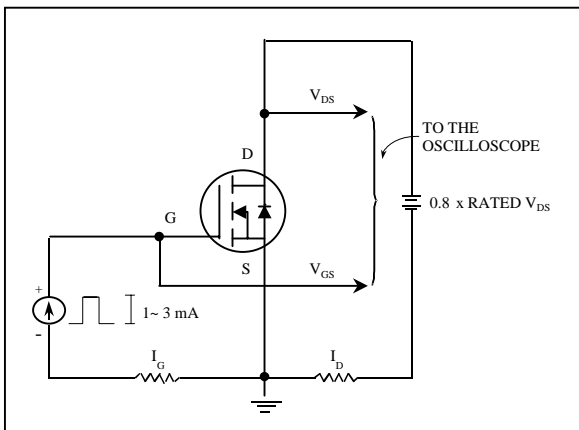 V_DS
TO THE
OSCILLOSCOPE
D
0.8 x RATED V_DS
G
S
V_GS
+
1~ 3 mA
-
I_G
I_D